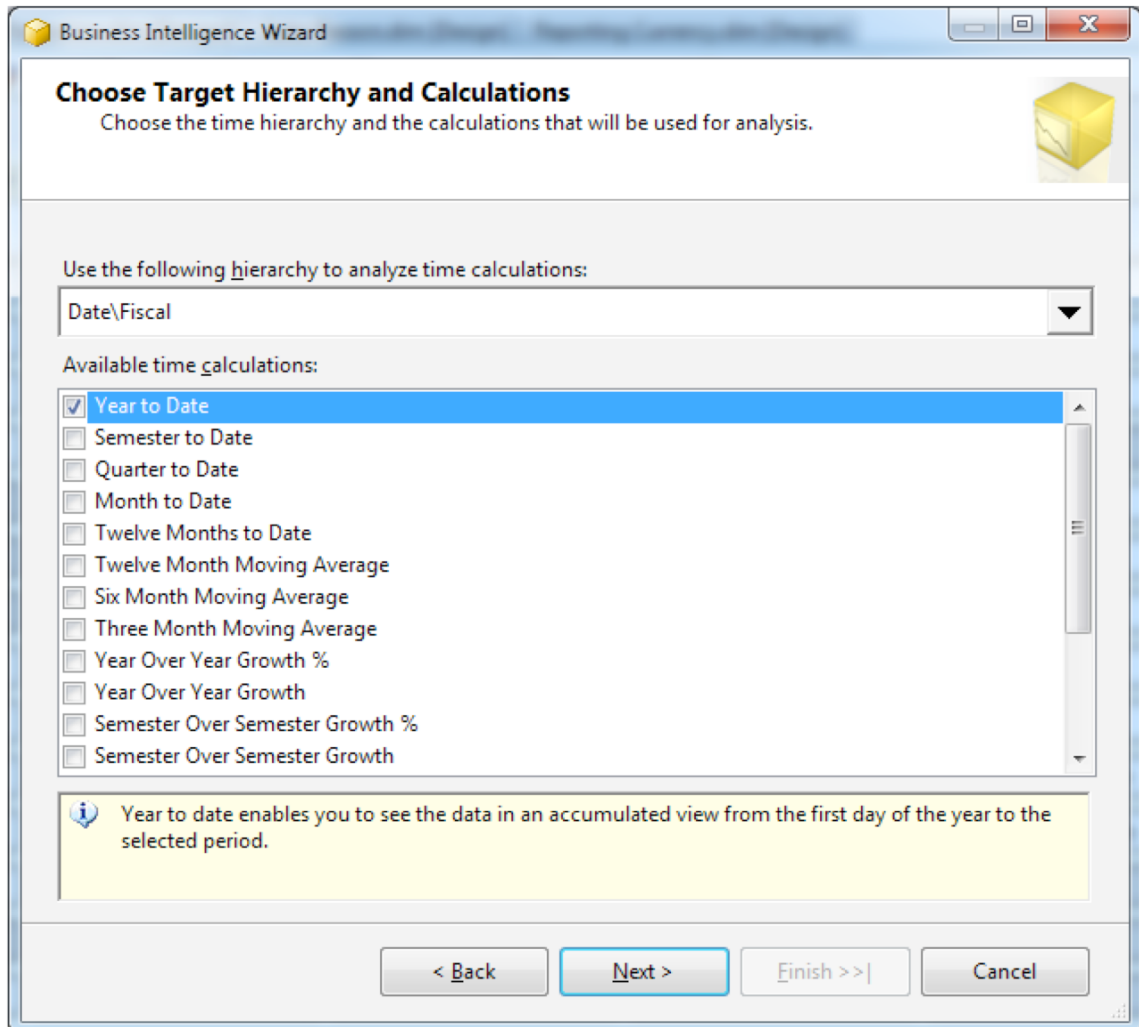 Business Intelligence Wizard
Choose Target Hierarchy and Calculations
Choose the time hierarchy and the calculations that will be used for analysis.
Use the following hierarchy to analyze time calculations:
Date\Fiscal
Available time calculations:
Year to Date
Semester to Date
Quarter to Date
Month to Date
Twelve Months to Date
Twelve Month Moving Average
Six Month Moving Average
Three Month Moving Average
Year Over Year Growth %
Year Over Year Growth
Semester Over Semester Growth %
Semester Over Semester Growth
Year to date enables you to see the data in an accumulated view from the first day of the year to the
selected period.
< Back Next > Finish >>| Cancel